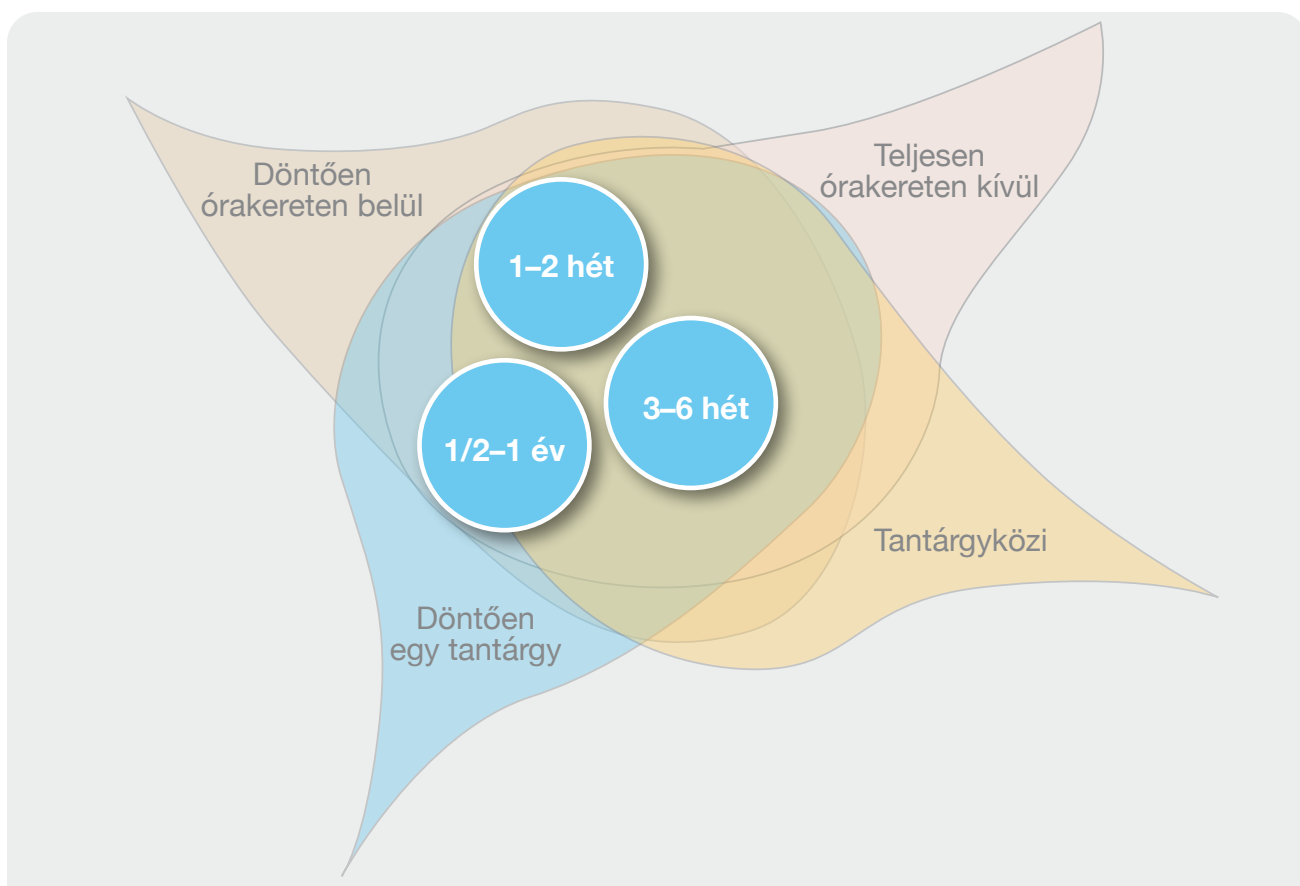 Döntően
órakereten belül
Teljesen
órakereten kívül
1–2 hét
3–6 hét
1/2–1 év
Tantárgyközi
Döntően
egy tantárgy